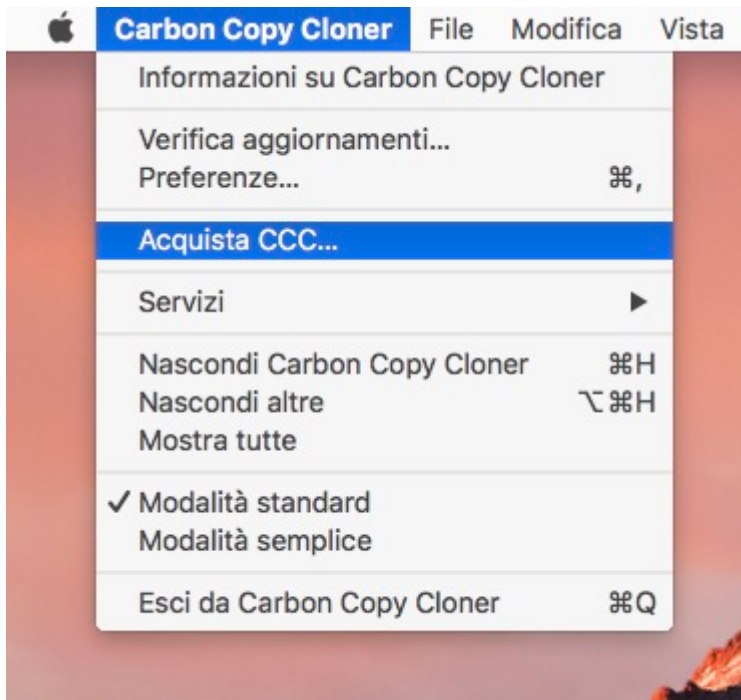 Carbon Copy Cloner File Modifica Vista
Informazioni su Carbon Copy Cloner
Verifica aggiornamenti...
Preferenze... ⌘,
Acquista CCC...
Servizi ▶
Nascondi Carbon Copy Cloner ⌘H
Nascondi altre ⌥⌘H
Mostra tutte
✓ Modalità standard
Modalità semplice
Esci da Carbon Copy Cloner ⌘Q